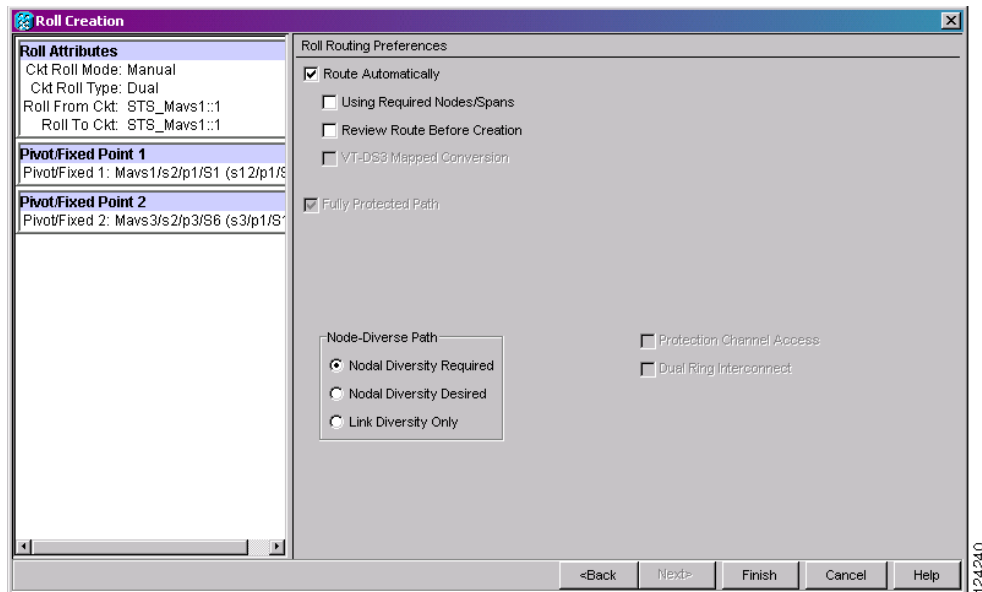 Roll Creation
Roll Attributes
Ckt Roll Mode: Manual
Ckt Roll Type: Dual
Roll From Ckt: STS_Mavs1::1
Roll To Ckt: STS_Mavs1::1
Pivot/Fixed Point 1
Pivot/Fixed 1: Mavs1/s2/p1/S1 (s12/p1/S
Pivot/Fixed Point 2
Pivot/Fixed 2: Mavs3/s2/p3/S6 (s3/p1/S1
Roll Routing Preferences
Route Automatically
Using Required Nodes/Spans
Review Route Before Creation
VT-DS3 Mapped Conversion
Fully Protected Path
Node-Diverse Path
Nodal Diversity Required
Nodal Diversity Desired
Link Diversity Only
Protection Channel Access
Dual Ring Interconnect
<Back
Next>
Finish
Cancel
Help
124240